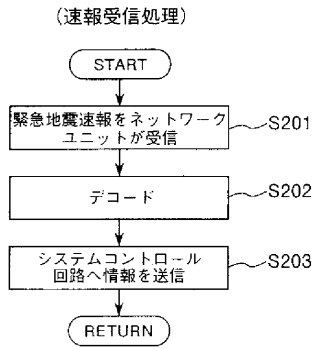 (速報受信処理)
START
緊急地震速報をネットワーク
ユニットが受信
S201
デコード
S202
システムコントロール
回路へ情報を送信
S203
RETURN